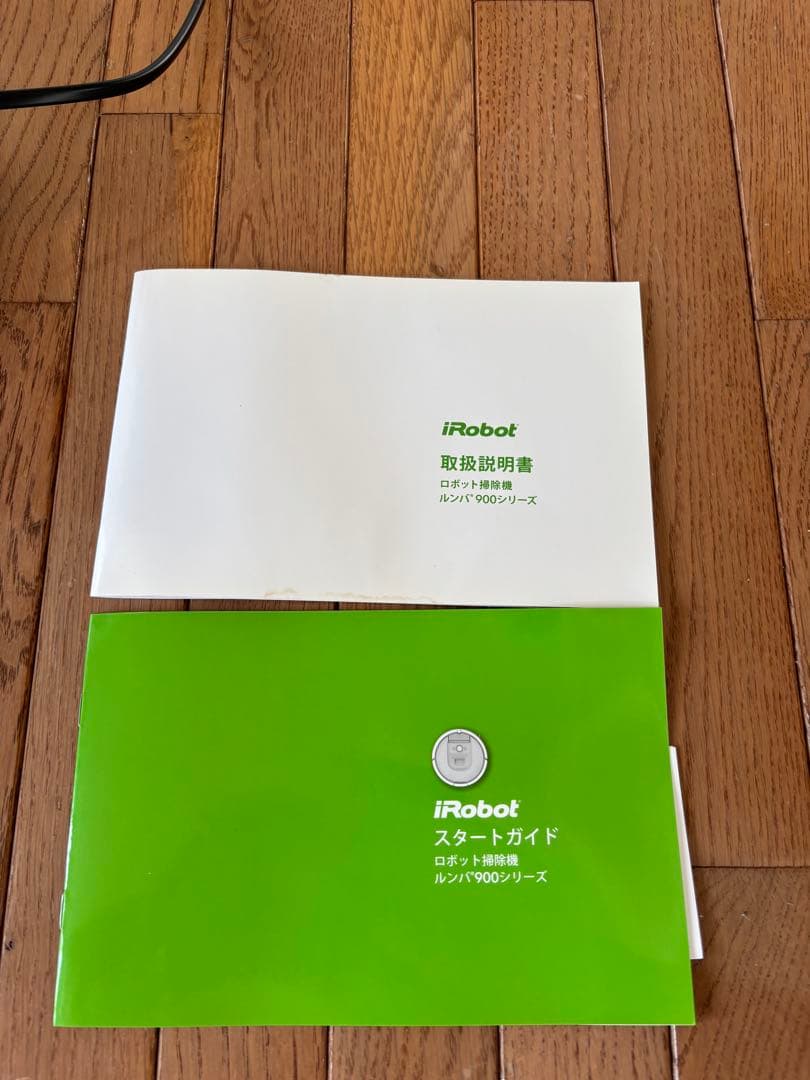 iRobot
取扱説明書
ロボット掃除機
ルンバ®900シリーズ
iRobot
スタートガイド
ロボット掃除機
ルンバ®900シリーズ